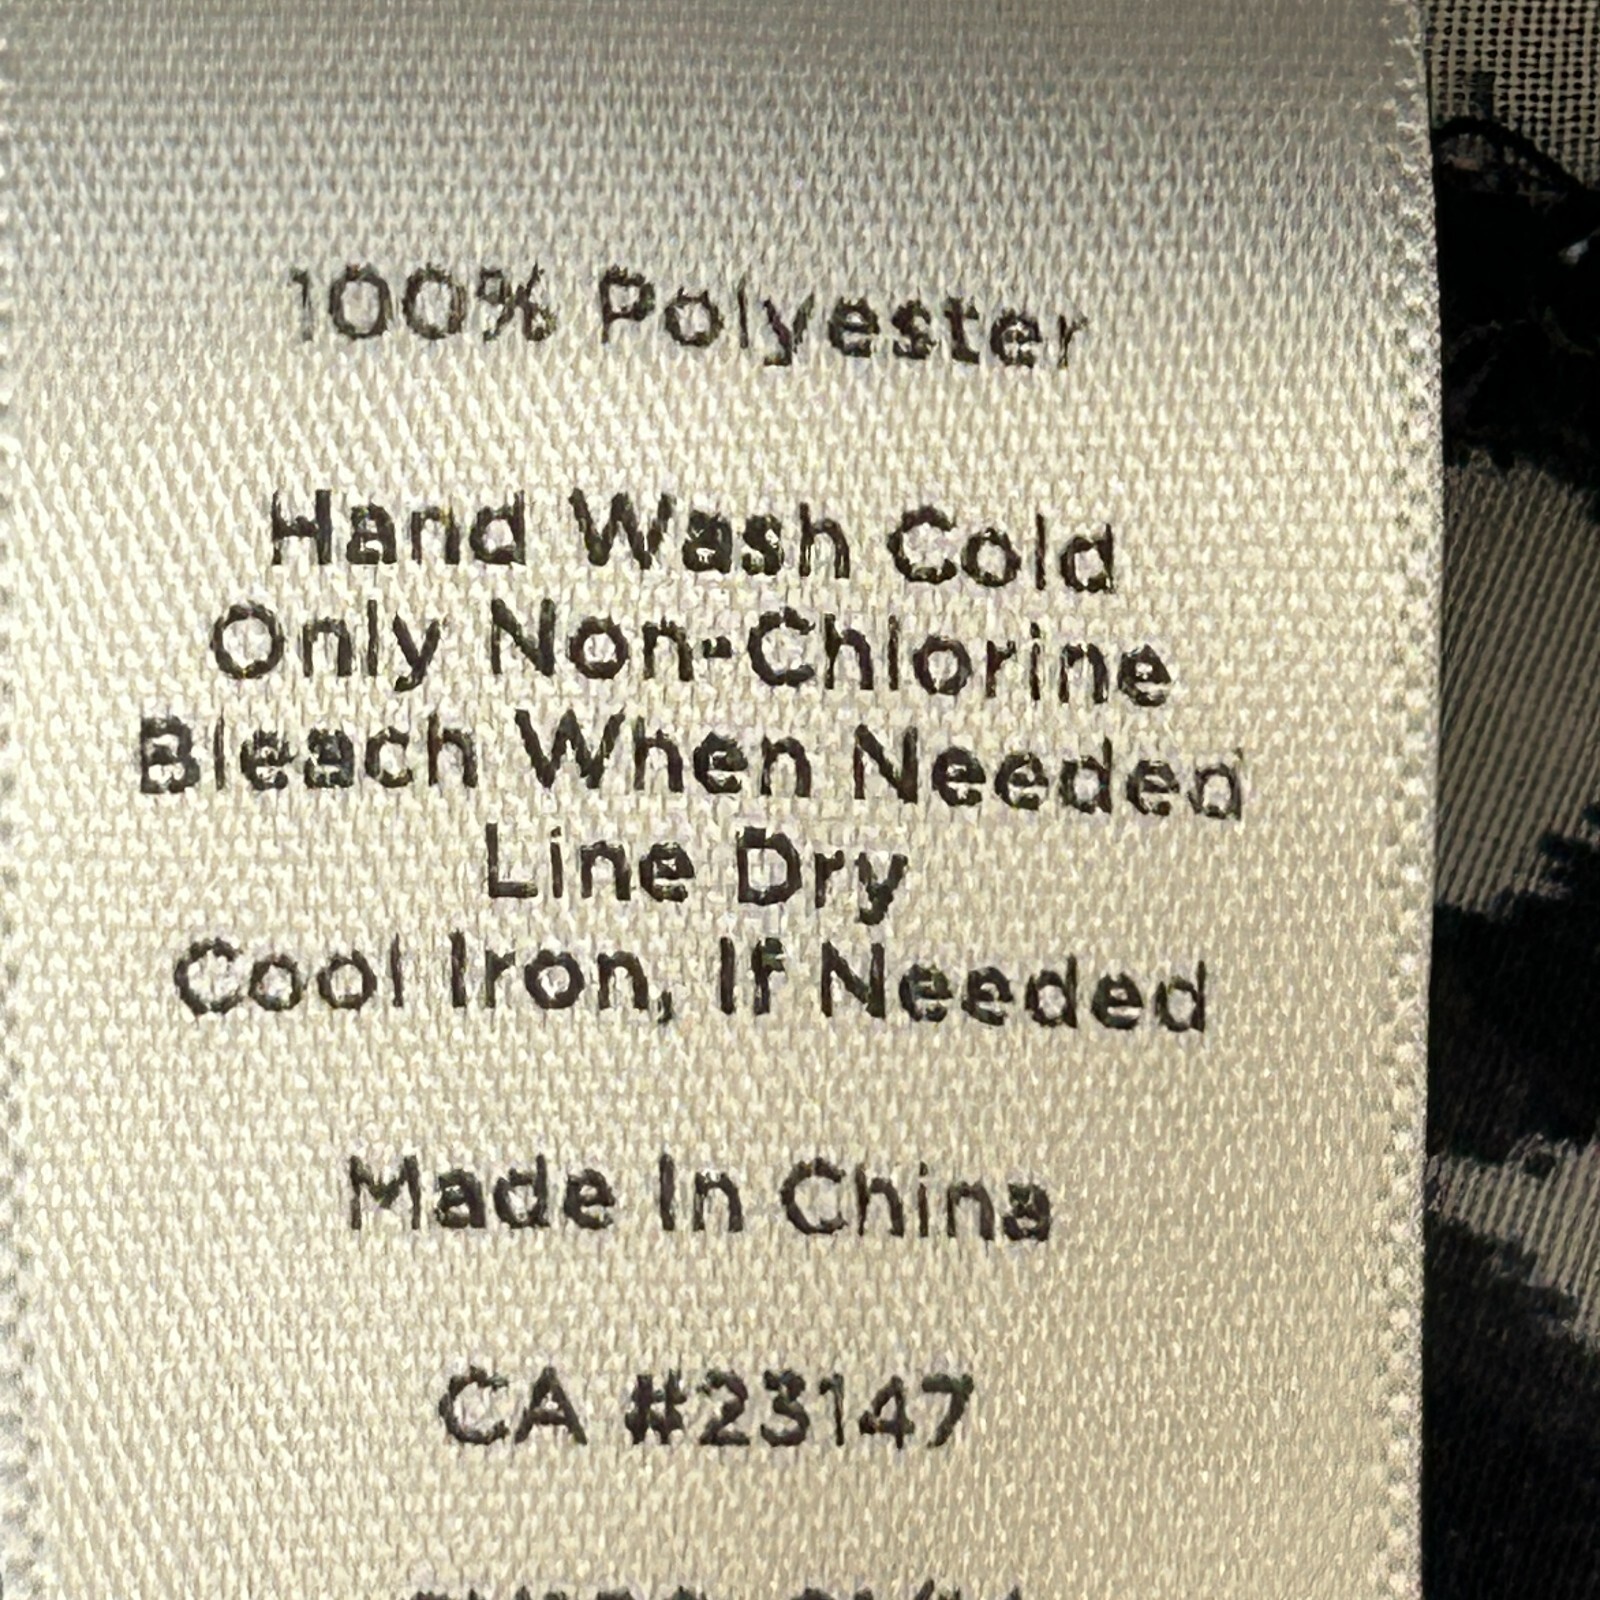 100% Polyester
Hand Wash Cold
Only Non-Chlorine
Bleach When Needed
Line Dry
Cool Iron, If Needed
Made In China
CA #23147